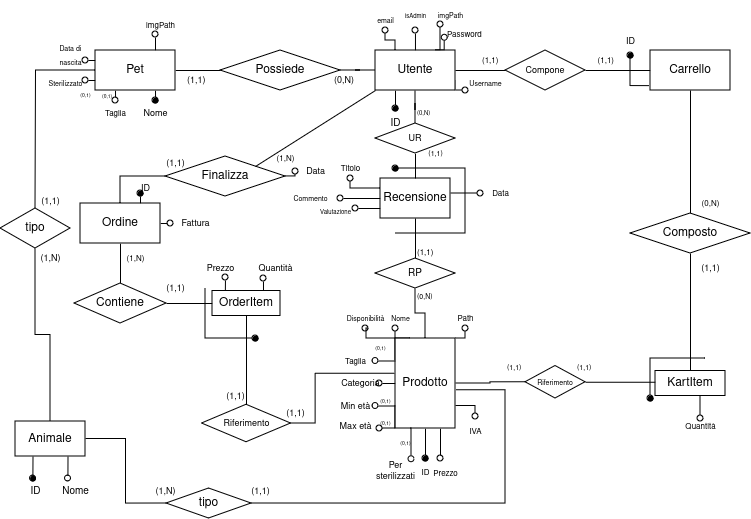 ImgPath
email
isAdmin
imgPath
Password
ID
Data di
nascita
Pet
(1,1)
Possiede
(0,N)
Utente
(1,1)
Compone
(1,1)
Carrello
Sterilizzato
(0,1)
(0,1)
Taglia
Nome
Username
ID
(0,N)
UR
(1,1)
(1,1)
Finalizza
(1,N)
Data
Titolo
Commento
Valutazione
Recensione
Data
ID
Ordine
Fattura
(1,1)
tipo
(1,N)
(0,N)
Composto
(1,1)
(1,N)
(1,1)
RP
(0,N)
Prezzo
Quantità
Contiene
(1,1)
OrderItem
Disponibilità
Nome
Path
(0,1)
Taglia
Categoria
Prodotto
(1,1)
Riferimento
(1,1)
KartItem
Min età
(0,1)
Max età
(0,1)
IVA
Quantità
(1,1)
Riferimento
(1,1)
Animale
ID
Nome
(0,1)
Per
sterilizzati
ID
Prezzo
(1,N)
tipo
(1,1)